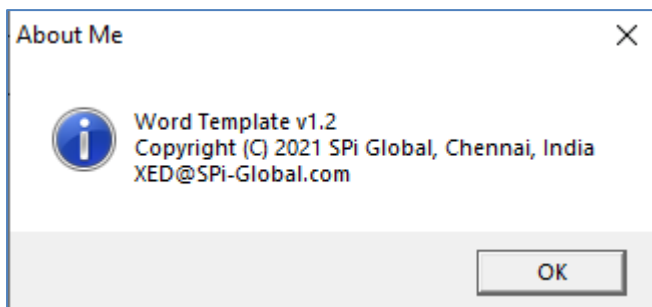 About Me
Word Template v1.2
Copyright (C) 2021 SPi Global, Chennai, India
XED@SPi-Global.com
OK